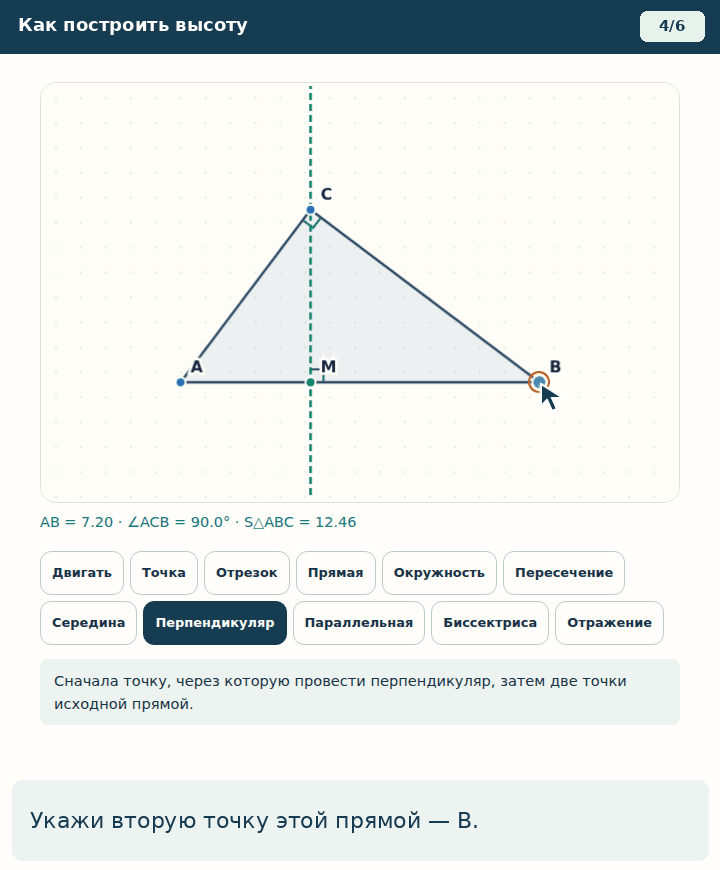 Как построить высоту
4/6
C
A
M
B
AB = 7.20 · ∠ACB = 90.0° · S△ABC = 12.46
Двигать Точка Отрезок Прямая Окружность Пересечение
Середина Перпендикуляр Параллельная Биссектриса Отражение
Сначала точку, через которую провести перпендикуляр, затем две точки
исходной прямой.
Укажи вторую точку этой прямой — B.